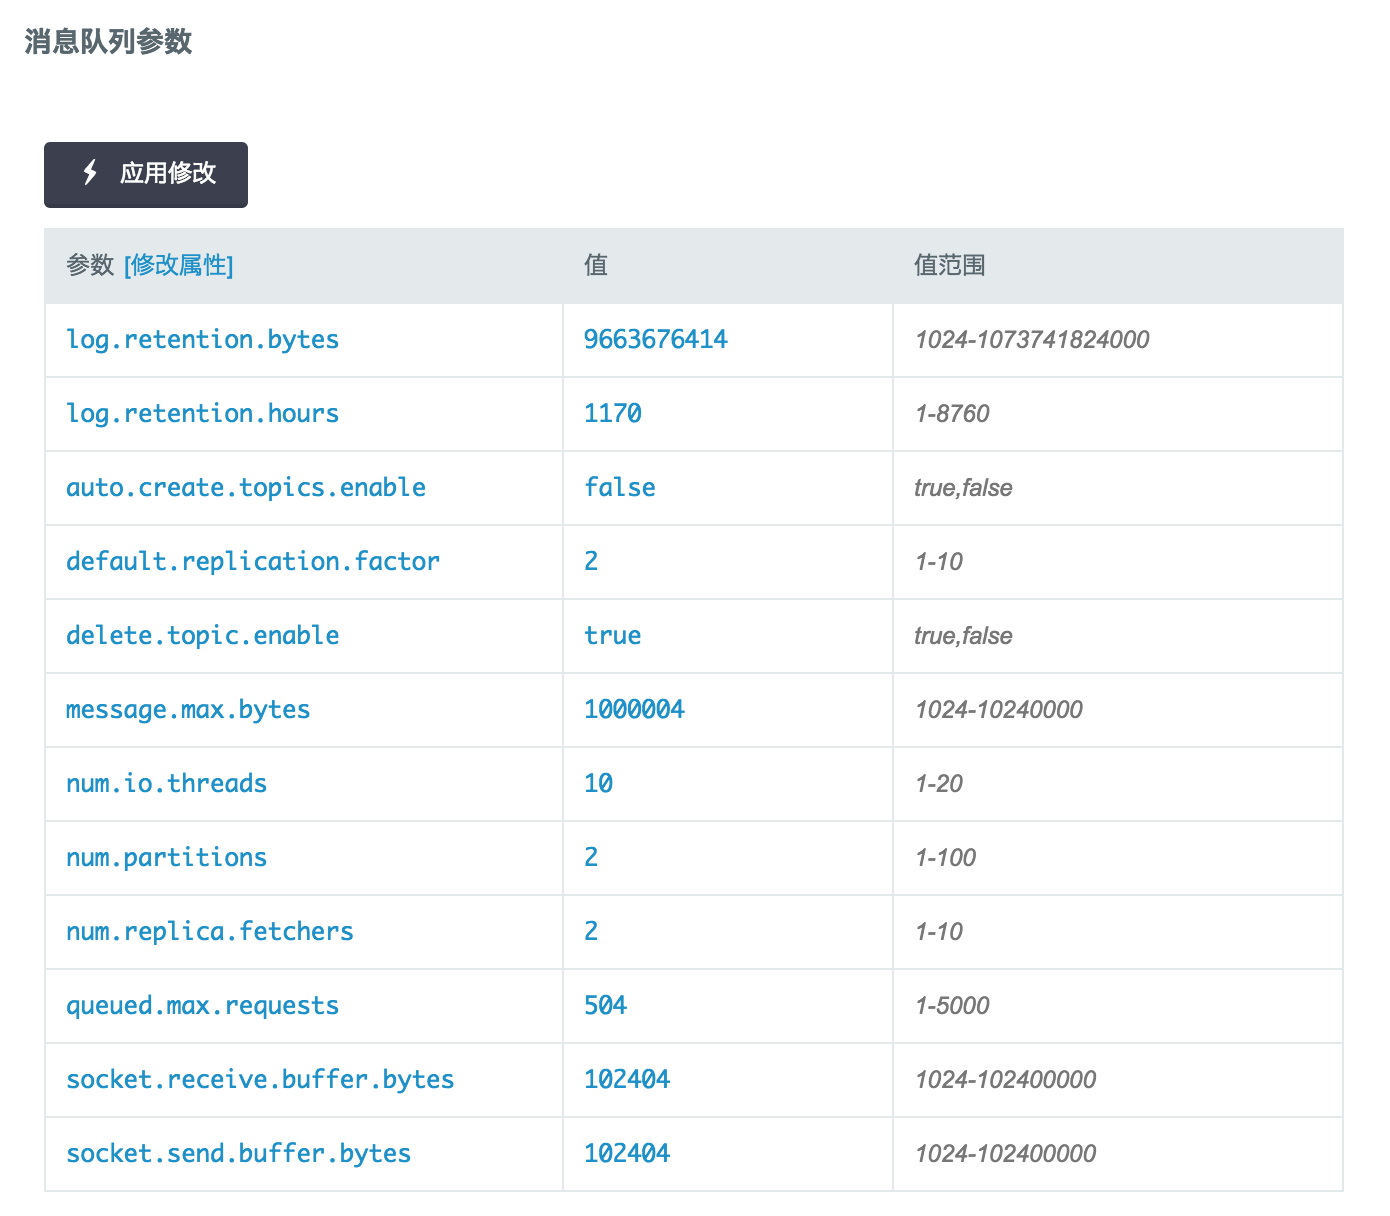 消息队列参数
应用修改
参数 [修改属性] 值 值范围
log.retention.bytes 9663676414 1024-1073741824000
log.retention.hours 1170 1-8760
auto.create.topics.enable false true,false
default.replication.factor 2 1-10
delete.topic.enable true true,false
message.max.bytes 1000004 1024-10240000
num.io.threads 10 1-20
num.partitions 2 1-100
num.replica.fetchers 2 1-10
queued.max.requests 504 1-5000
socket.receive.buffer.bytes 102404 1024-102400000
socket.send.buffer.bytes 102404 1024-102400000